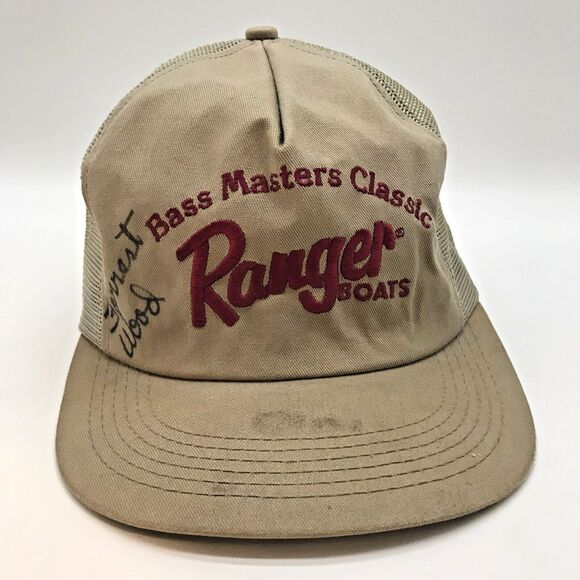 Bass Masters Classic
Ranger®
BOATS
Forrest
Wood